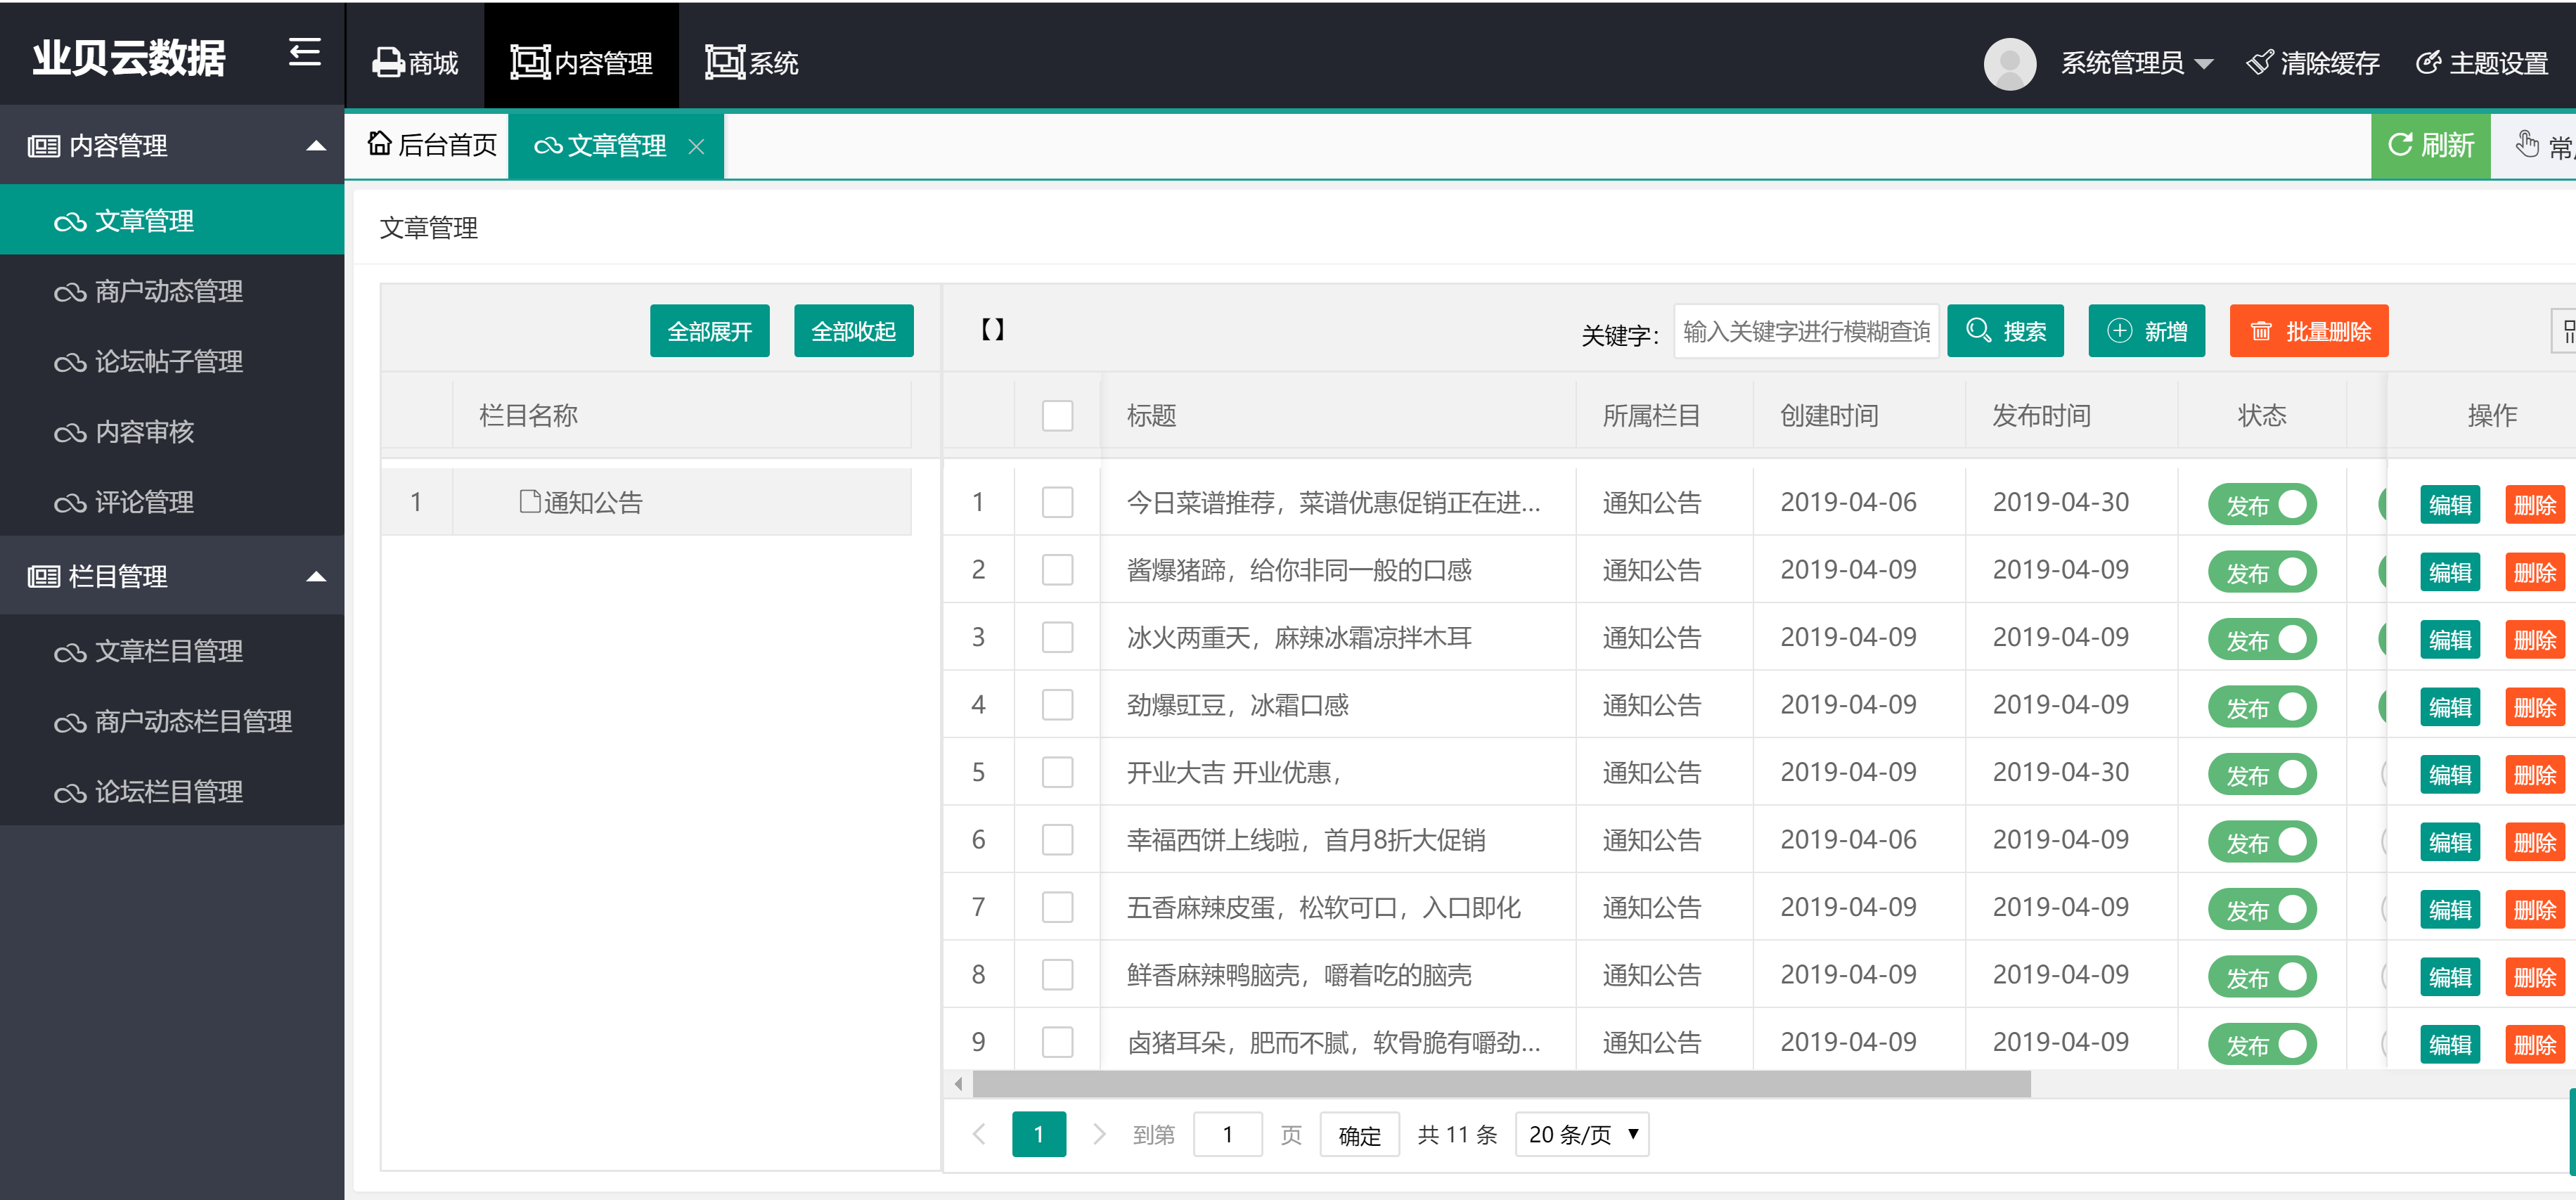 业贝云数据 商城 内容管理 系统 系统管理员 清除缓存 主题设置
内容管理
文章管理
商户动态管理
论坛帖子管理
内容审核
评论管理
栏目管理
文章栏目管理
商户动态栏目管理
论坛栏目管理
后台首页 文章管理 刷新
文章管理
全部展开 全部收起
栏目名称
1 通知公告
【】 关键字： 输入关键字进行模糊查询 搜索 新增 批量删除
标题 所属栏目 创建时间 发布时间 状态 操作
1 今日菜谱推荐，菜谱优惠促销正在进... 通知公告 2019-04-06 2019-04-30 发布 编辑 删除
2 酱爆猪蹄，给你非同一般的口感 通知公告 2019-04-09 2019-04-09 发布 编辑 删除
3 冰火两重天，麻辣冰霜凉拌木耳 通知公告 2019-04-09 2019-04-09 发布 编辑 删除
4 劲爆豇豆，冰霜口感 通知公告 2019-04-09 2019-04-09 发布 编辑 删除
5 开业大吉 开业优惠， 通知公告 2019-04-09 2019-04-30 发布 编辑 删除
6 幸福西饼上线啦，首月8折大促销 通知公告 2019-04-06 2019-04-09 发布 编辑 删除
7 五香麻辣皮蛋，松软可口，入口即化 通知公告 2019-04-09 2019-04-09 发布 编辑 删除
8 鲜香麻辣鸭脑壳，嚼着吃的脑壳 通知公告 2019-04-09 2019-04-09 发布 编辑 删除
9 卤猪耳朵，肥而不腻，软骨脆有嚼劲... 通知公告 2019-04-09 2019-04-09 发布 编辑 删除
1 到第 1 页 确定 共 11 条 20 条/页